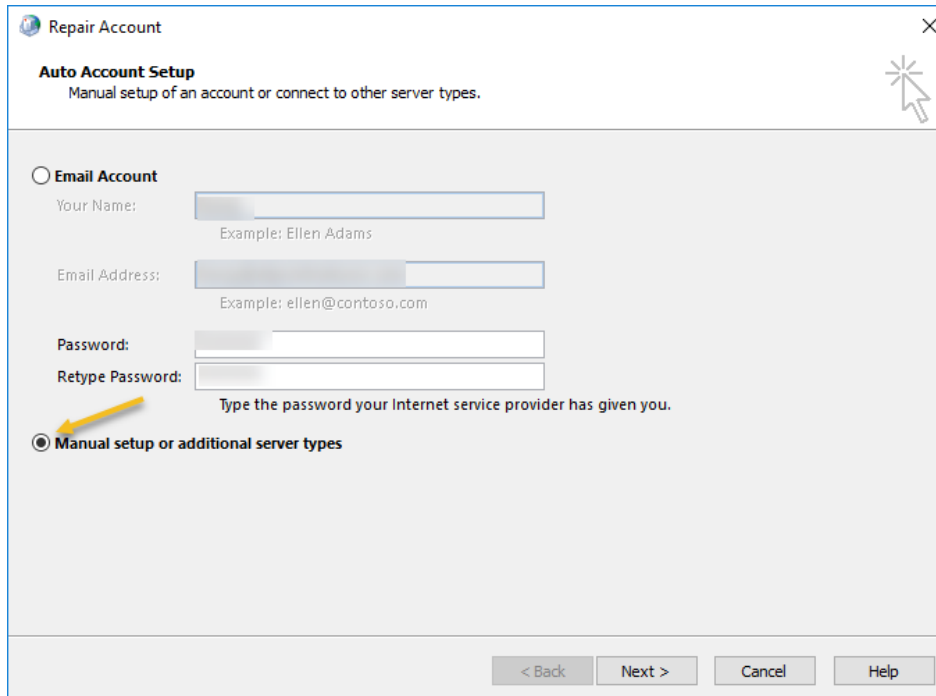 Repair Account
Auto Account Setup
Manual setup of an account or connect to other server types.
Email Account
Your Name:
Example: Ellen Adams
Email Address:
Example: ellen@contoso.com
Password:
Retype Password:
Type the password your Internet service provider has given you.
Manual setup or additional server types
< Back Next > Cancel Help